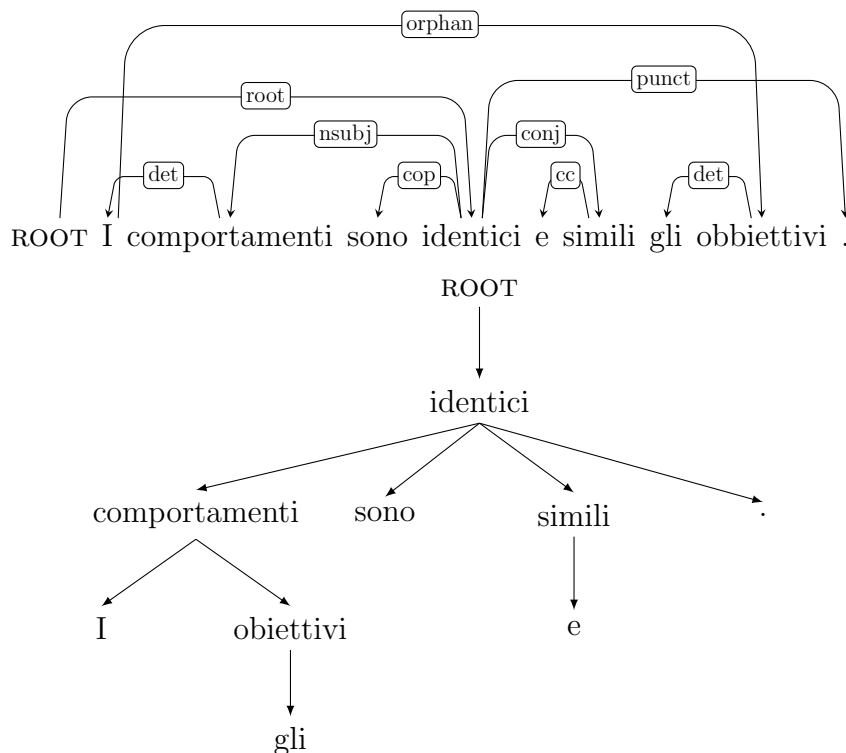 orphan
punct
root
nsubj conj
det cop cc det
ROOT I comportamenti sono identici e simili gli obbiettivi .
ROOT
identici
comportamenti sono simili .
I obiettivi e
gli